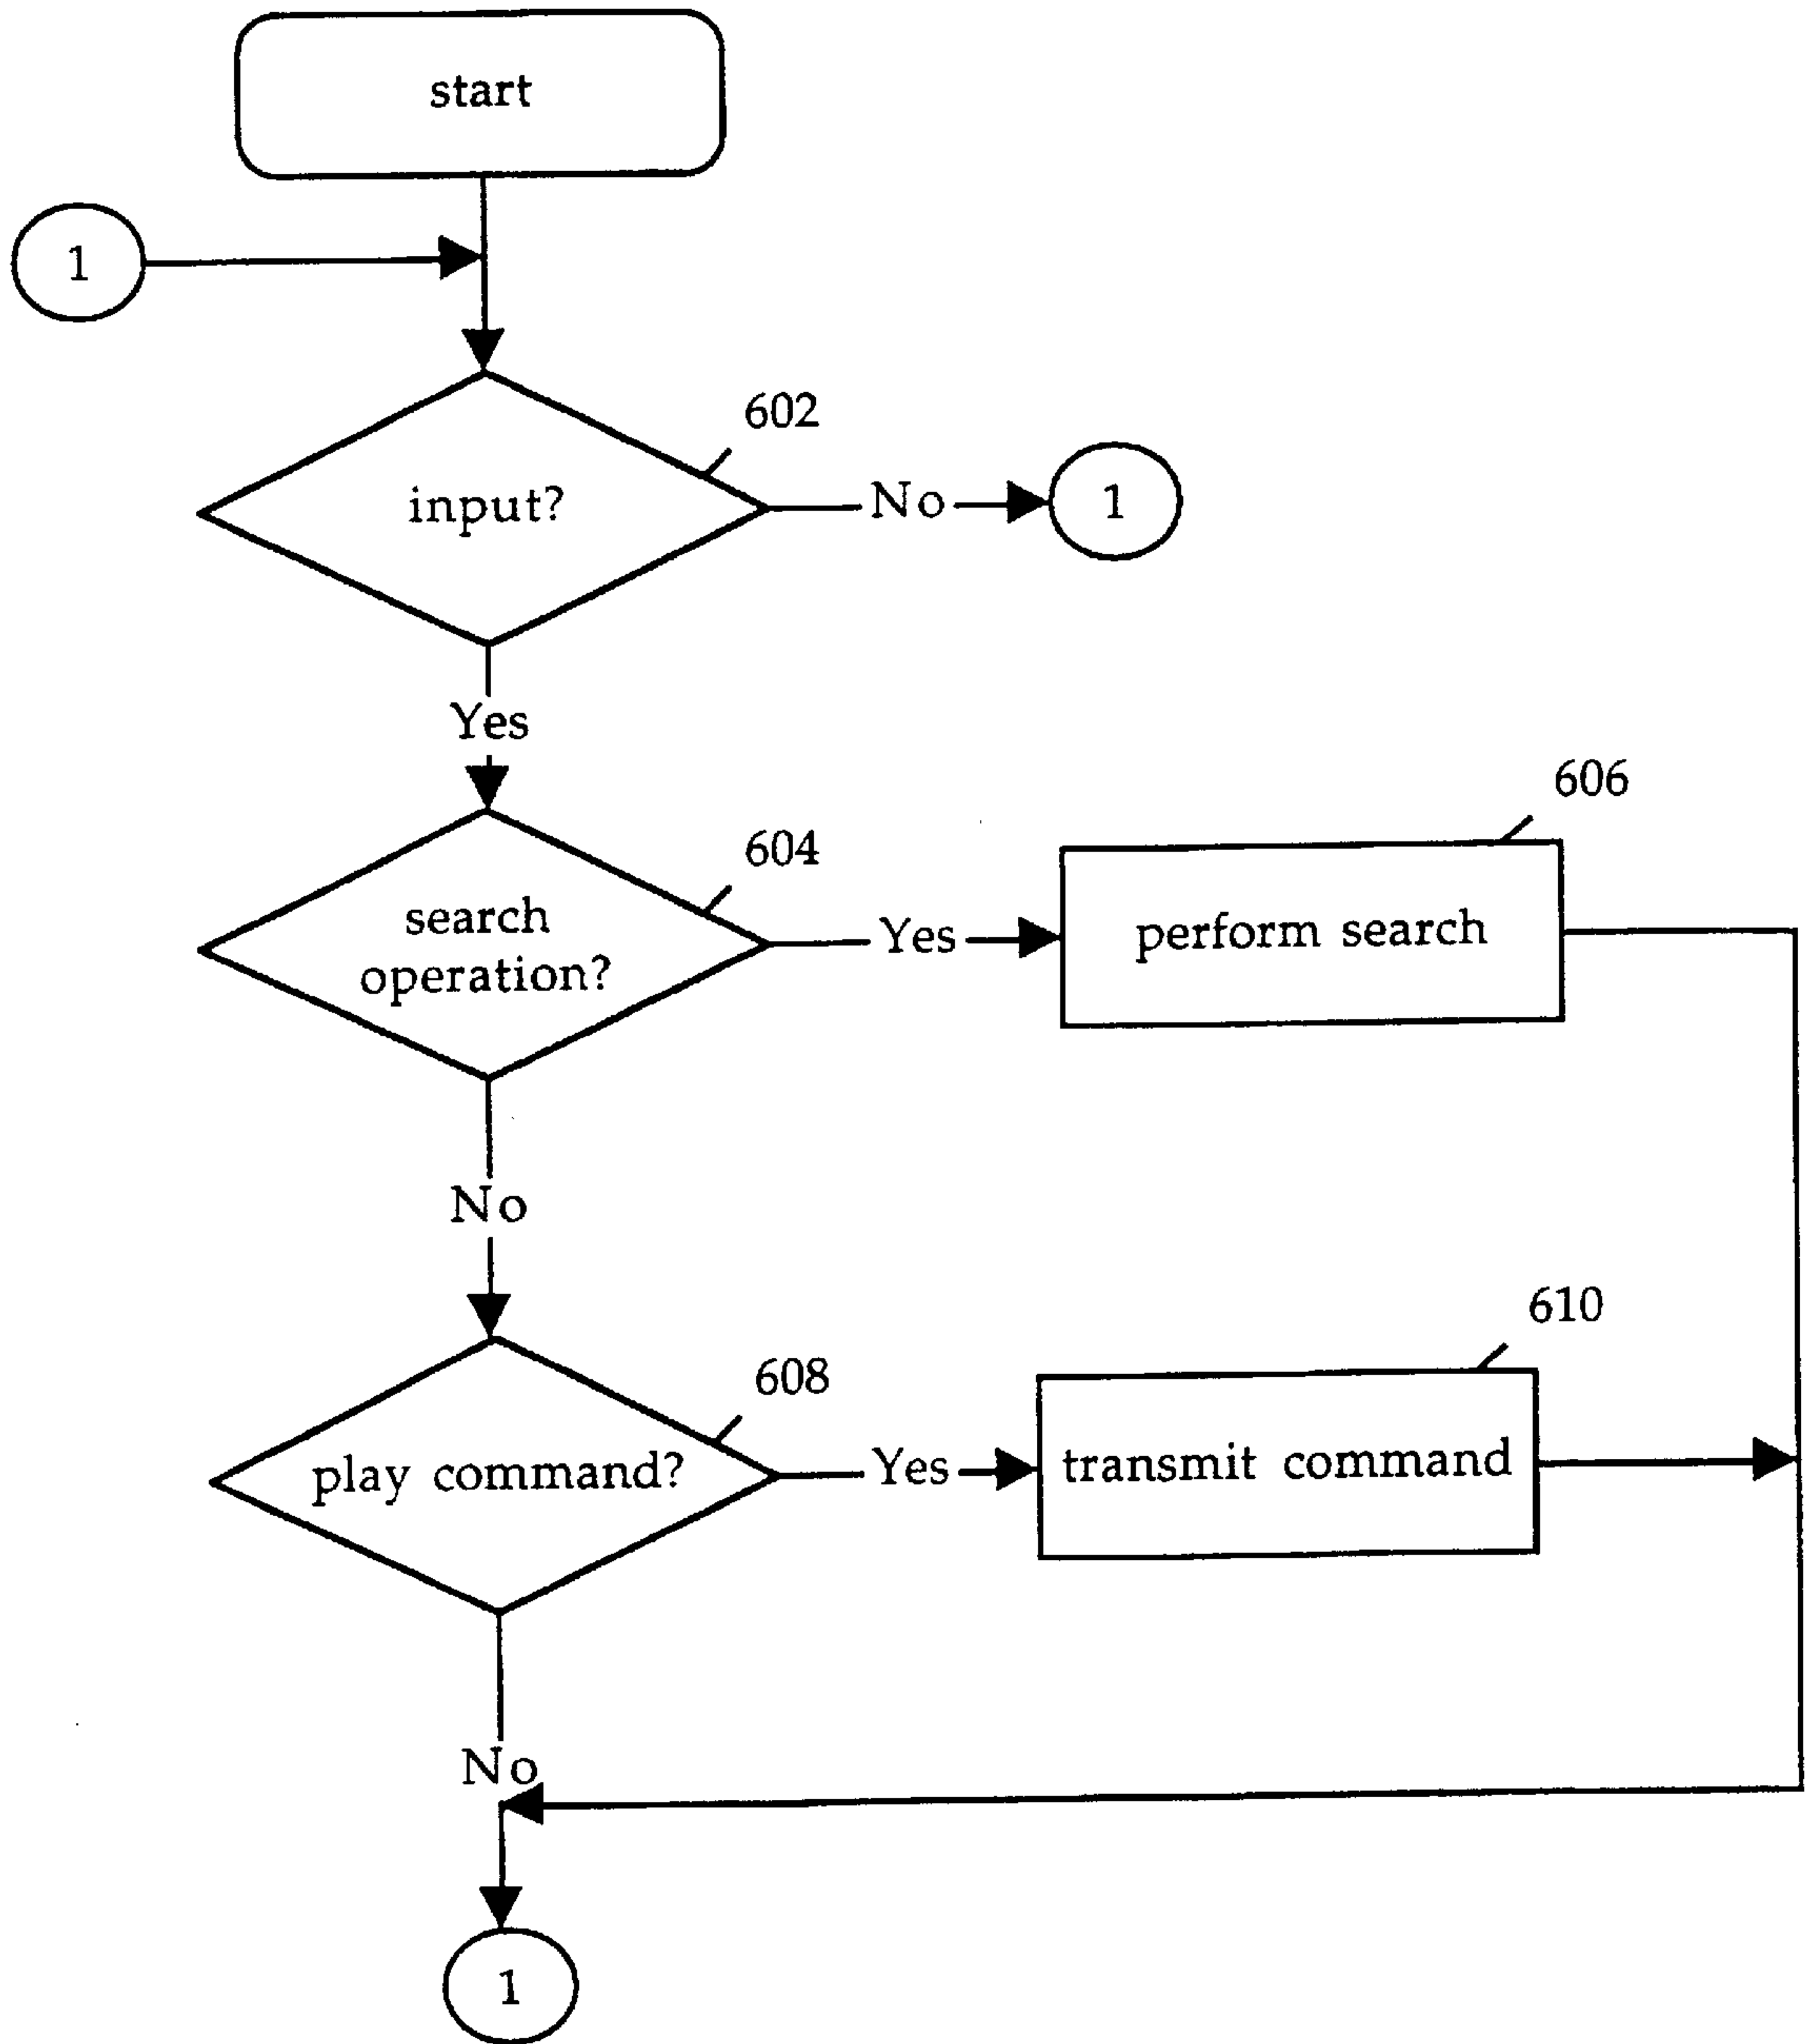 start
1
602
input?
No
1
Yes
606
604
search
operation?
Yes
perform search
No
610
608
play command?
Yes
transmit command
No
1